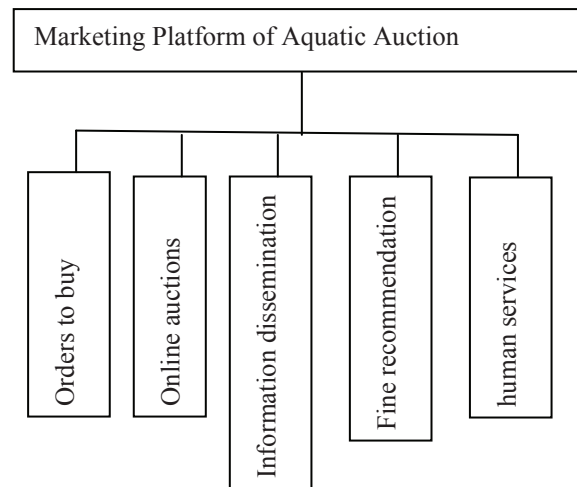 Marketing Platform of Aquatic Auction
Orders to buy
Online auctions
Information dissemination
Fine recommendation
human services